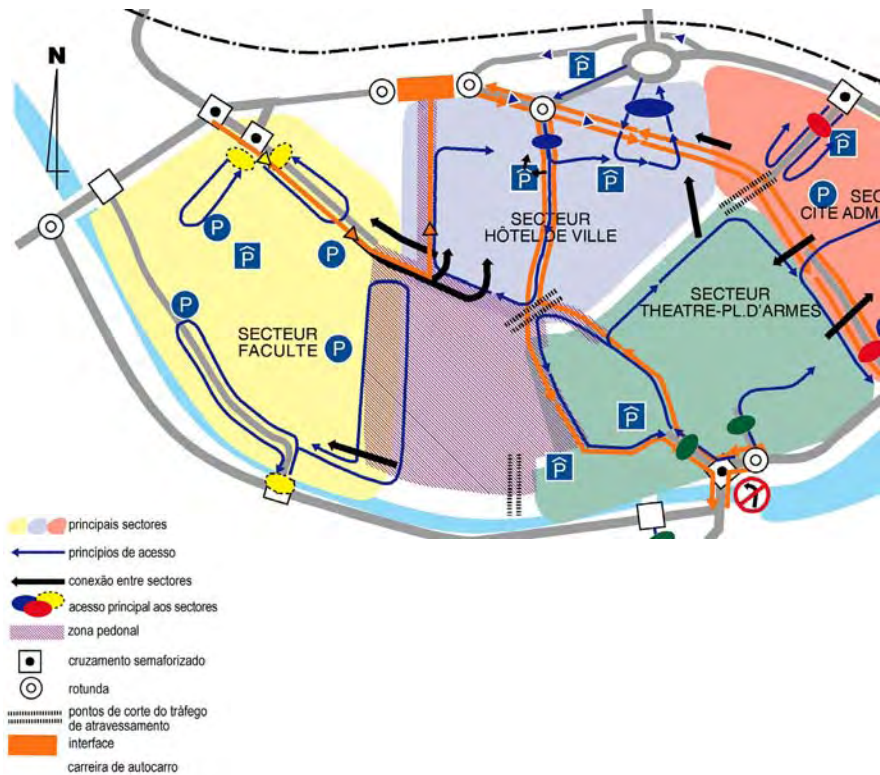 N
P
P
P
P
P
P
P
P
P
P
P
SECTEUR
HÔTEL DE VILLE
SEC
CITE ADM
SECTEUR
THEATRE-PL.D'ARMES
SECTEUR
FACULTE
principais sectores
princípios de acesso
conexão entre sectores
acesso principal aos sectores
zona pedonal
cruzamento semaforizado
rotunda
pontos de corte do tràfego
de atravessamento
interface
carreira de autocarro